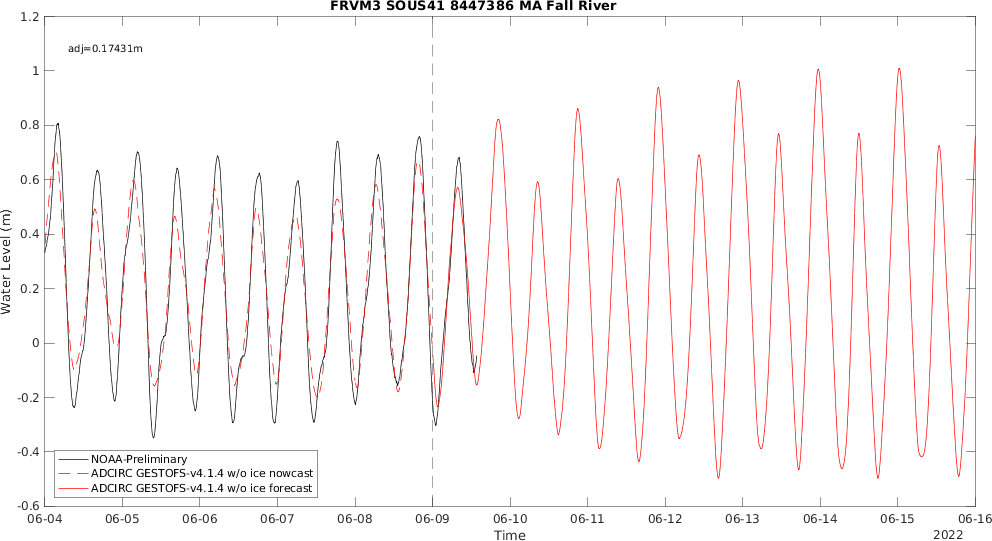 FRVM3 SOUS41 8447386 MA Fall River
adj=0.17431m
Water Level (m)
1.2
1
0.8
0.6
0.4
0.2
0
-0.2
-0.4
-0.6
NOAA-Preliminary
ADCIRC GESTOFS-v4.1.4 w/o ice nowcast
ADCIRC GESTOFS-v4.1.4 w/o ice forecast
06-04 06-05 06-06 06-07 06-08 06-09 06-10 06-11 06-12 06-13 06-14 06-15 06-16
Time
2022